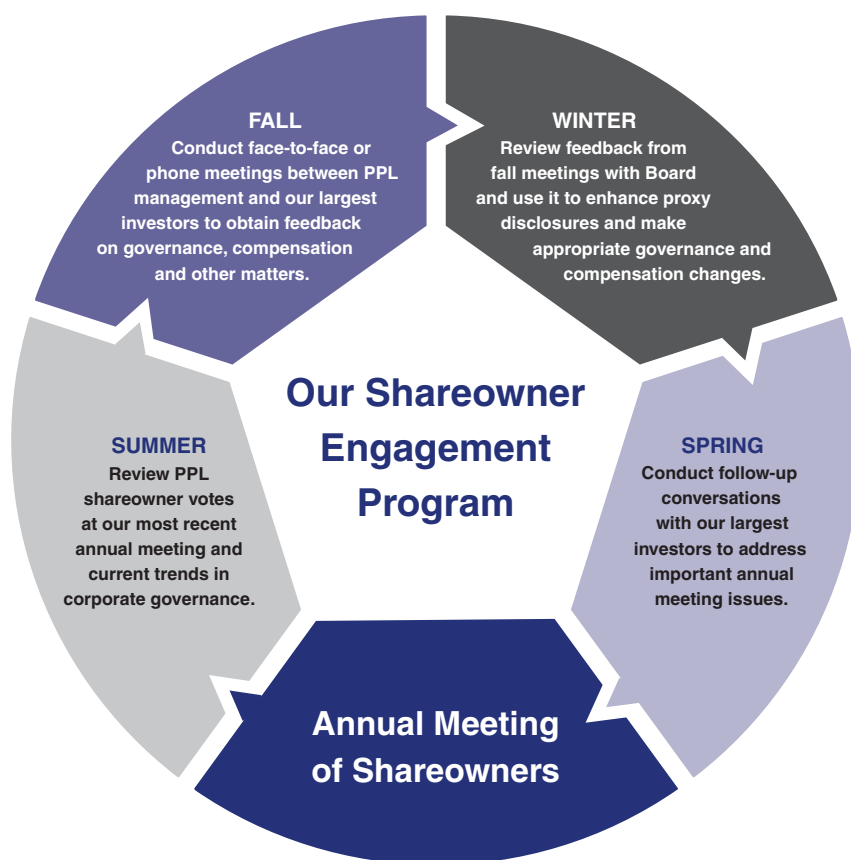 FALL
Conduct face-to-face or
phone meetings between PPL
management and our largest
investors to obtain feedback
on governance, compensation
and other matters.
WINTER
Review feedback from
fall meetings with Board
and use it to enhance proxy
disclosures and make
appropriate governance and
compensation changes.
Our Shareowner
Engagement
Program
SUMMER
Review PPL
shareowner votes
at our most recent
annual meeting and
current trends in
corporate governance.
SPRING
Conduct follow-up
conversations
with our largest
investors to address
important annual
meeting issues.
Annual Meeting
of Shareowners